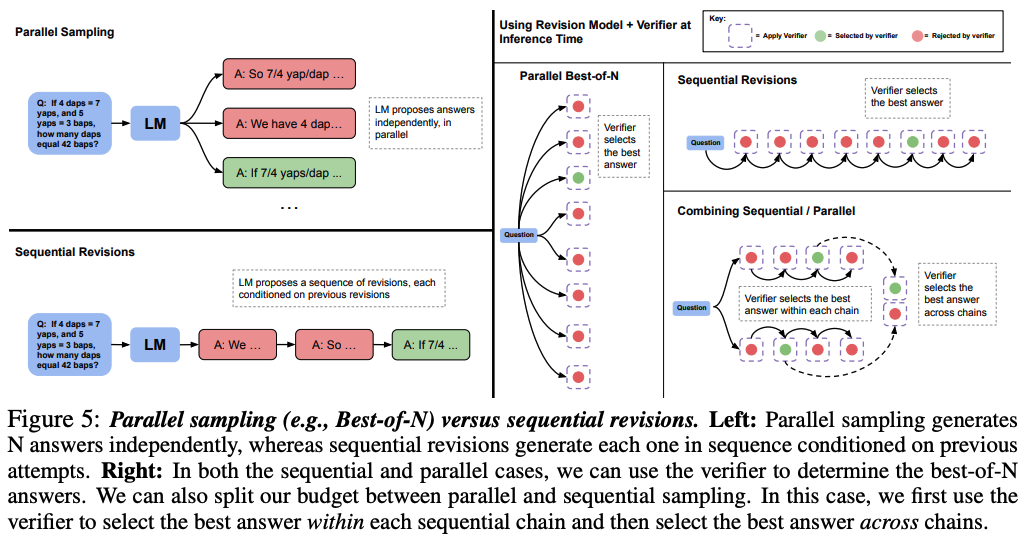 Parallel Sampling
Q: If 4 daps = 7
yaps, and 5
yaps = 3 baps,
how many daps
equal 42 baps?
LM
A: So 7/4 yap/dap ...
A: We have 4 dap...
A: If 7/4 yaps/dap ...
...
LM proposes answers
independently, in
parallel
Sequential Revisions
LM proposes a sequence of revisions, each
conditioned on previous revisions
Q: If 4 daps = 7
yaps, and 5
yaps = 3 baps,
how many daps
equal 42 baps?
LM
A: We ...
A: So ...
A: If 7/4 ...
Using Revision Model + Verifier at
Inference Time
Key:
= Apply Verifier
= Selected by verifier
= Rejected by verifier
Parallel Best-of-N
Question
Verifier
selects
the best
answer
Sequential Revisions
Verifier selects
the best answer
Question
Combining Sequential / Parallel
Question
Verifier selects the best
answer within each chain
Verifier
selects the
best answer
across chains
Figure 5: Parallel sampling (e.g., Best-of-N) versus sequential revisions. Left: Parallel sampling generates
N answers independently, whereas sequential revisions generate each one in sequence conditioned on previous
attempts. Right: In both the sequential and parallel cases, we can use the verifier to determine the best-of-N
answers. We can also split our budget between parallel and sequential sampling. In this case, we first use the
verifier to select the best answer within each sequential chain and then select the best answer across chains.